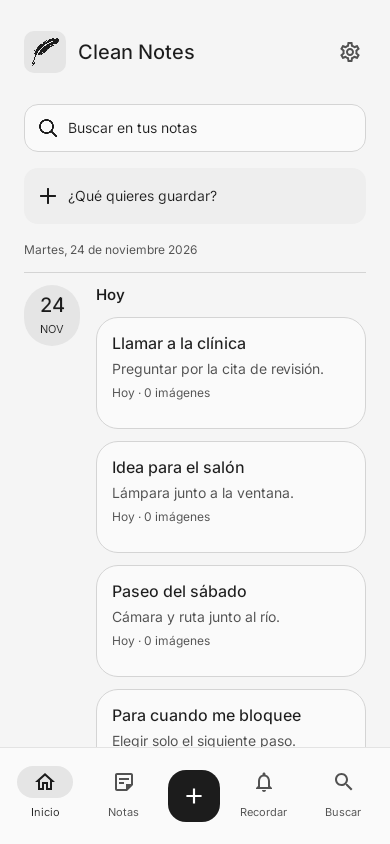 Clean Notes
Buscar en tus notas
¿Qué quieres guardar?
Martes, 24 de noviembre 2026
24
NOV
Hoy
Llamar a la clínica
Preguntar por la cita de revisión.
Hoy · 0 imágenes
Idea para el salón
Lámpara junto a la ventana.
Hoy · 0 imágenes
Paseo del sábado
Cámara y ruta junto al río.
Hoy · 0 imágenes
Para cuando me bloquee
Elegir solo el siguiente paso.
Inicio
Notas
Recordar
Buscar